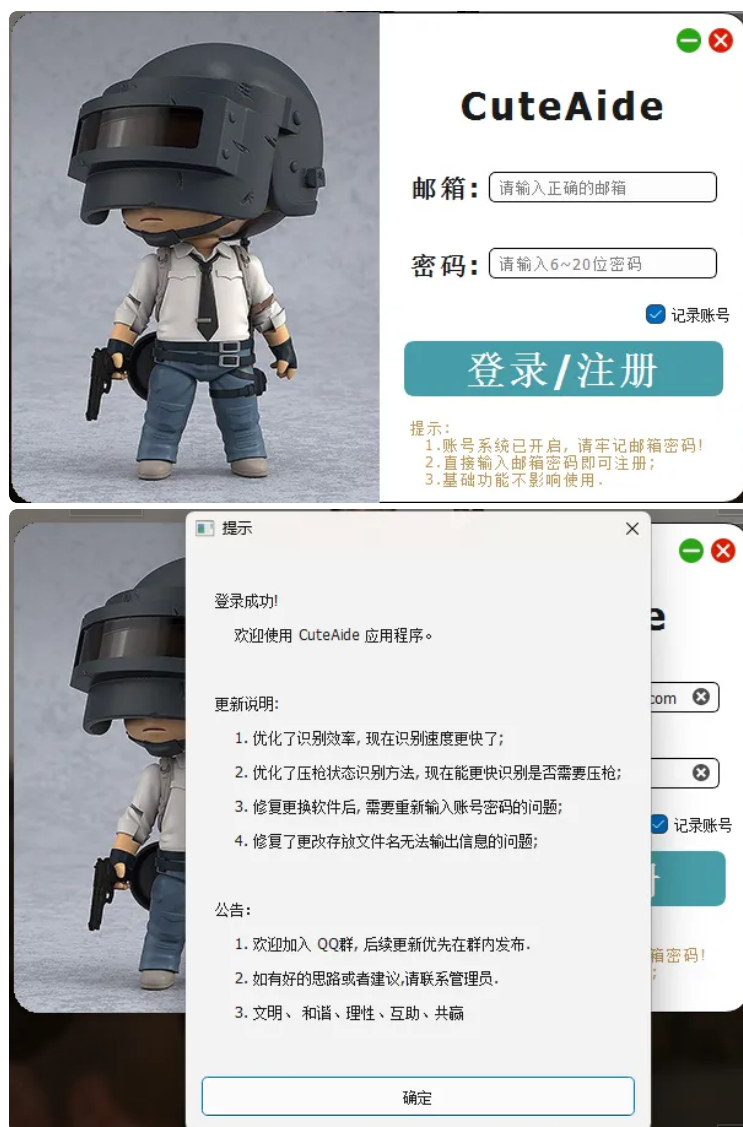 CuteAide
邮箱:
请输入正确的邮箱
密码:
请输入6~20位密码
记录账号
登录/注册
提示:
1.账号系统已开启, 请牢记邮箱密码!
2.直接输入邮箱密码即可注册;
3.基础功能不影响使用.
提示
登录成功!
欢迎使用 CuteAide 应用程序。
更新说明:
1. 优化了识别效率, 现在识别速度更快了;
2. 优化了压枪状态识别方法, 现在能更快识别是否需要压枪;
3. 修复更换软件后, 需要重新输入账号密码的问题;
4. 修复了更改存放文件名无法输出信息的问题;
公告:
1. 欢迎加入 QQ群, 后续更新优先在群内发布.
2. 如有好的思路或者建议,请联系管理员.
3. 文明、 和谐、理性、互助、共赢
确定
e
com
记录账号
箱密码!
;